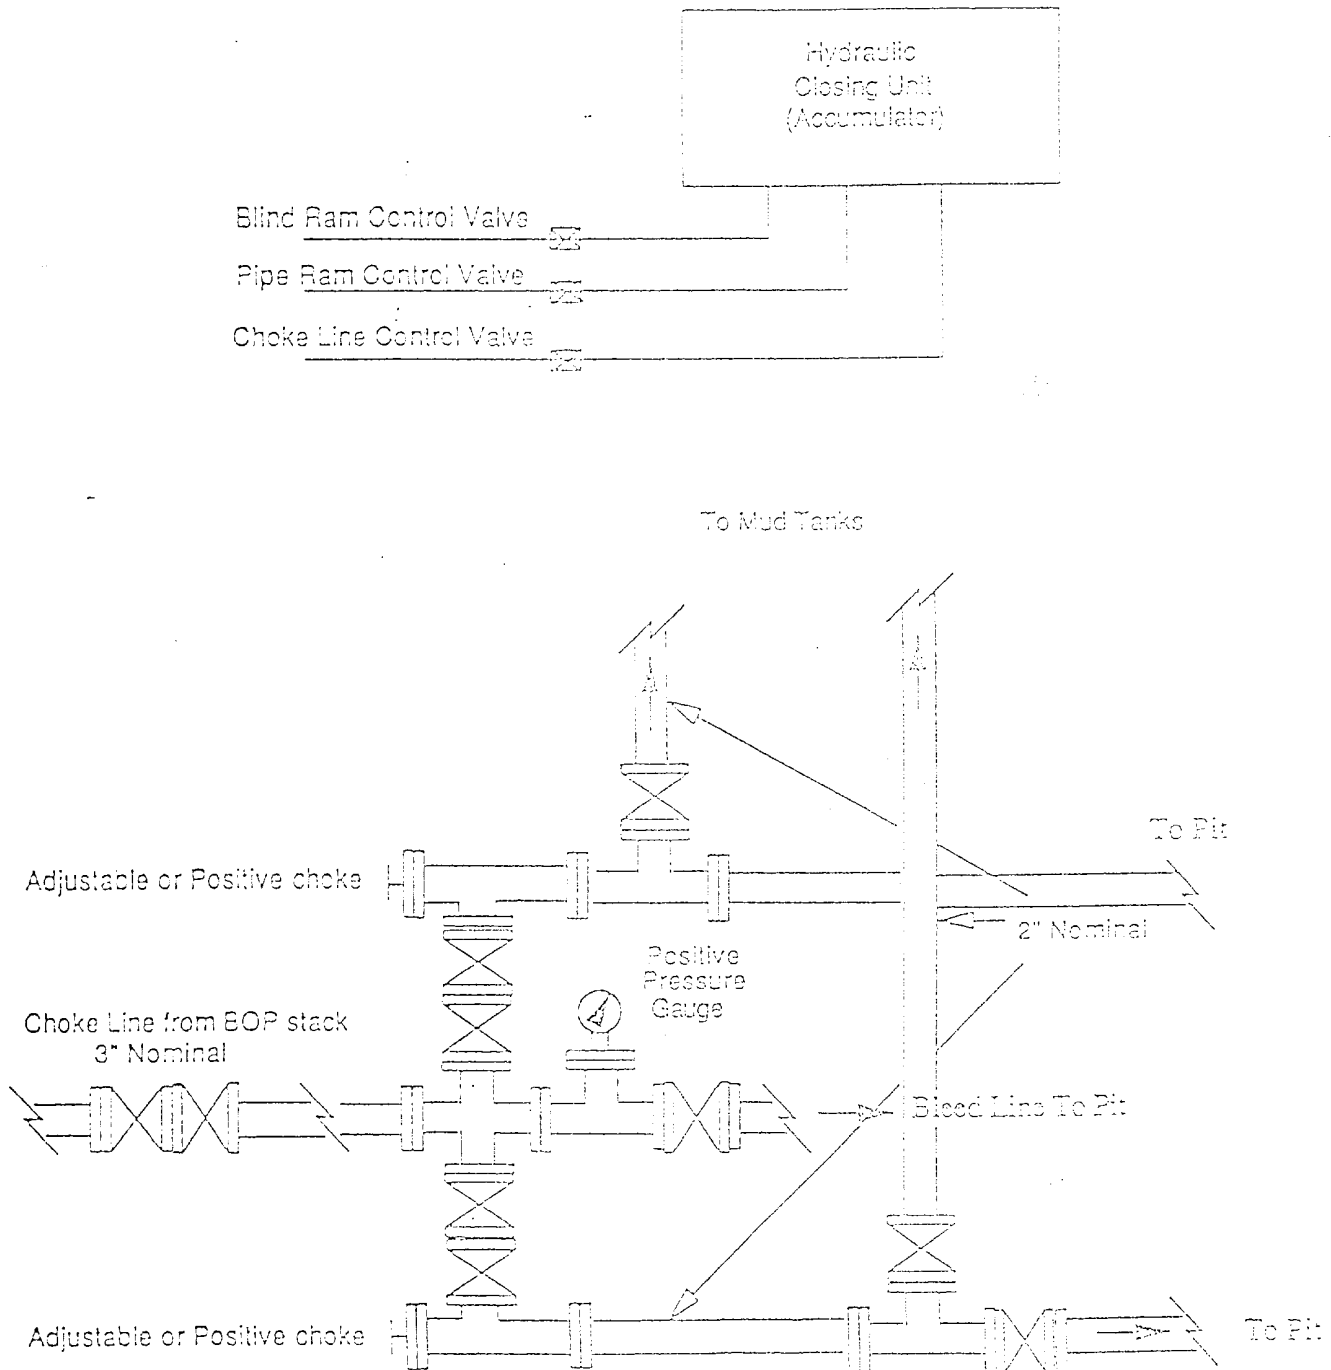 Hydraulic
Closing Unit
(Accumulator)
Blind Ram Control Valve
Pipe Ram Control Valve
Choke Line Control Valve
To Mud Tanks
To Pit
Adjustable or Positive choke
2" Nominal
Positive
Pressure
Gauge
Choke Line from BOP stack
3" Nominal
Bleed Line To Pit
Adjustable or Positive choke
To Pit